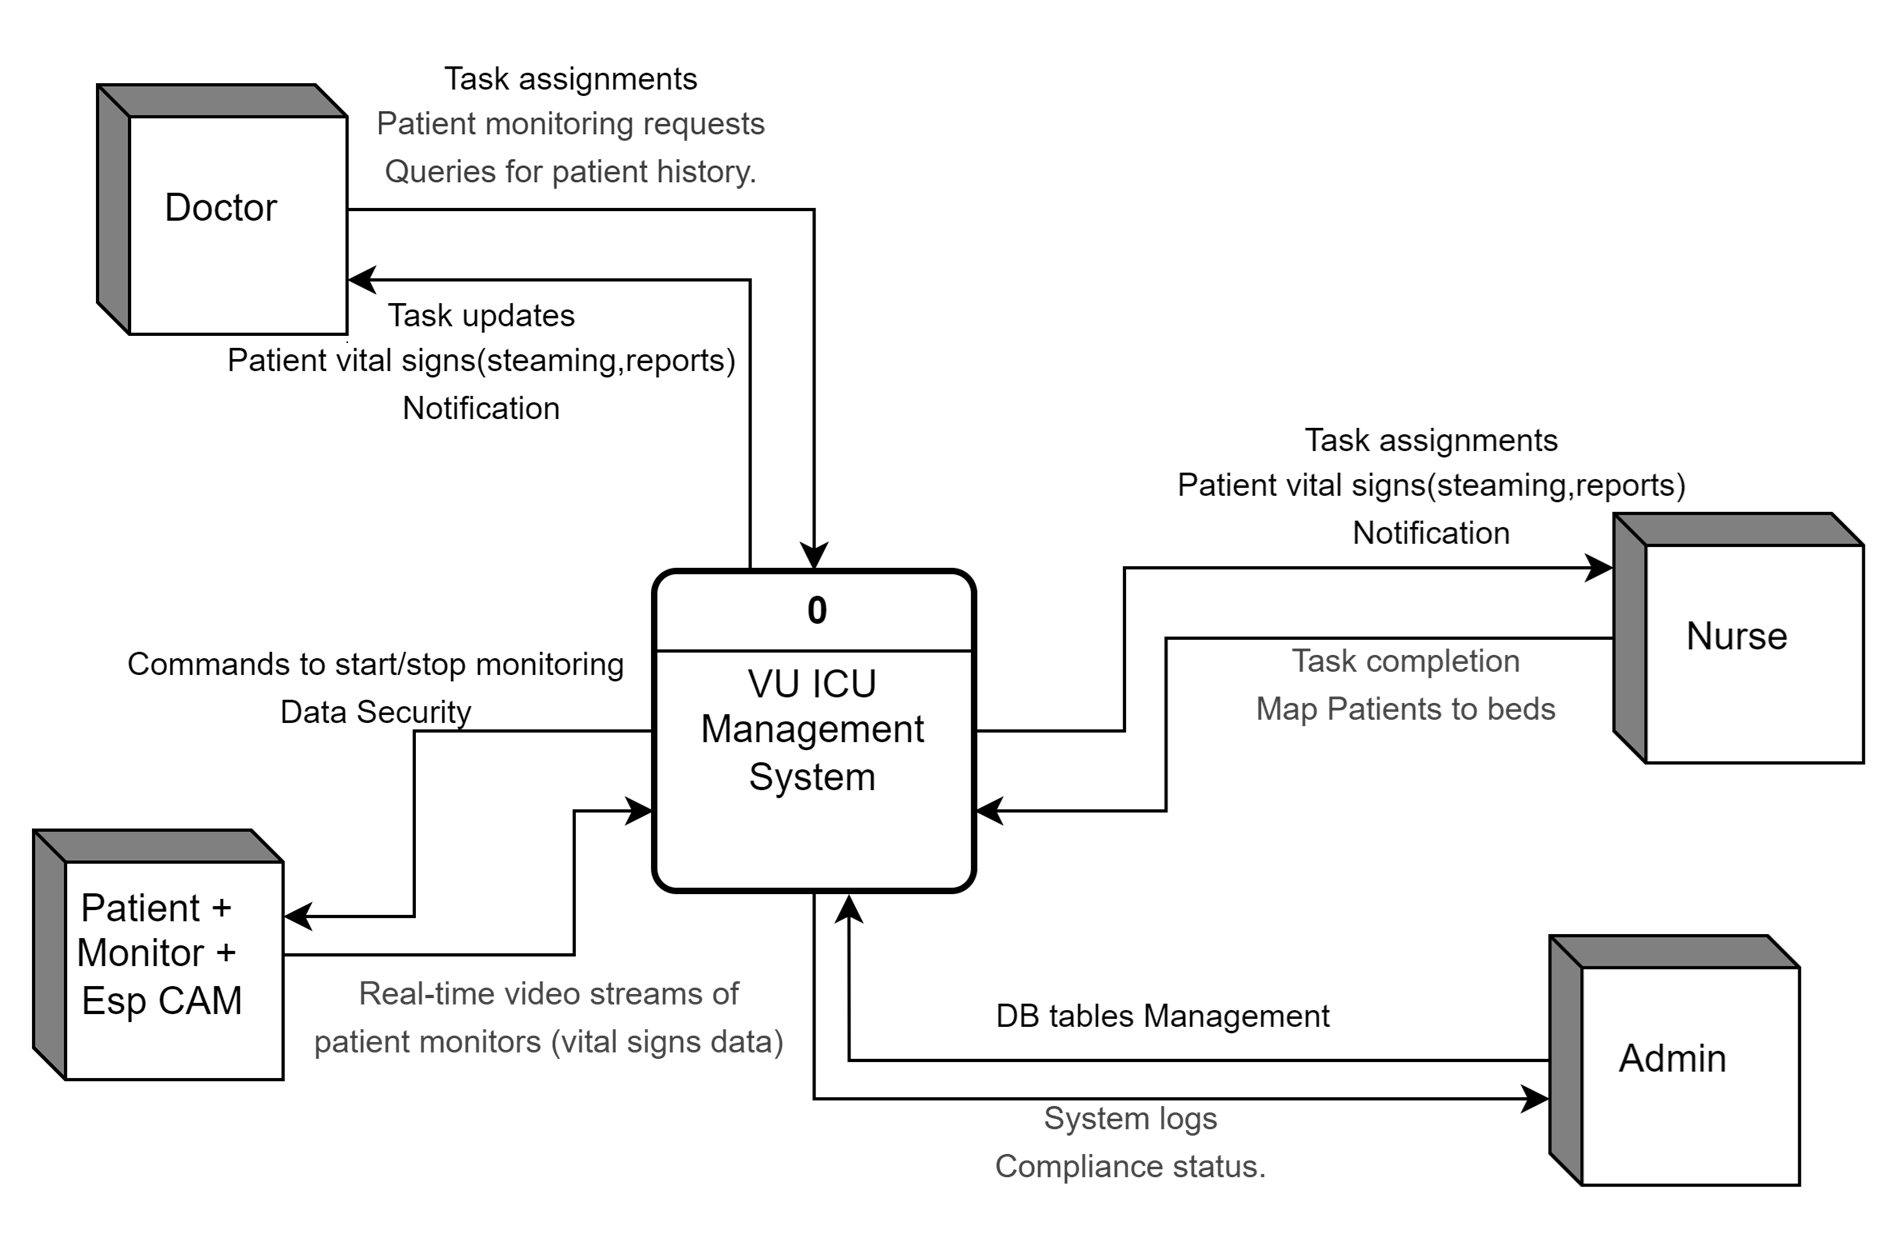 Task assignments
Patient monitoring requests
Queries for patient history.
Doctor
Task updates
Patient vital signs(steaming,reports)
Notification
Task assignments
Patient vital signs(steaming,reports)
Notification
Nurse
Task completion
Map Patients to beds
0
VU ICU
Management
System
Commands to start/stop monitoring
Data Security
Patient +
Monitor +
Esp CAM
Real-time video streams of
patient monitors (vital signs data)
DB tables Management
Admin
System logs
Compliance status.